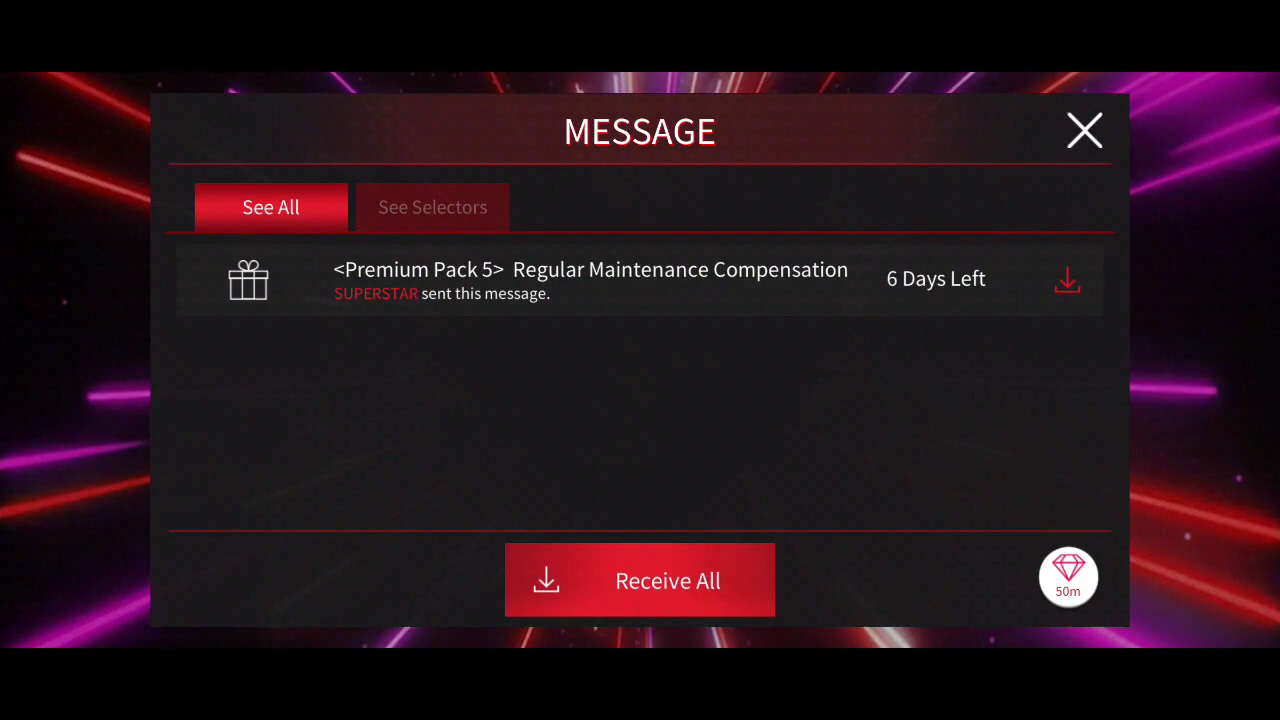 MESSAGE
See All
See Selectors
<Premium Pack 5> Regular Maintenance Compensation
SUPERSTAR sent this message.
6 Days Left
Receive All
50m